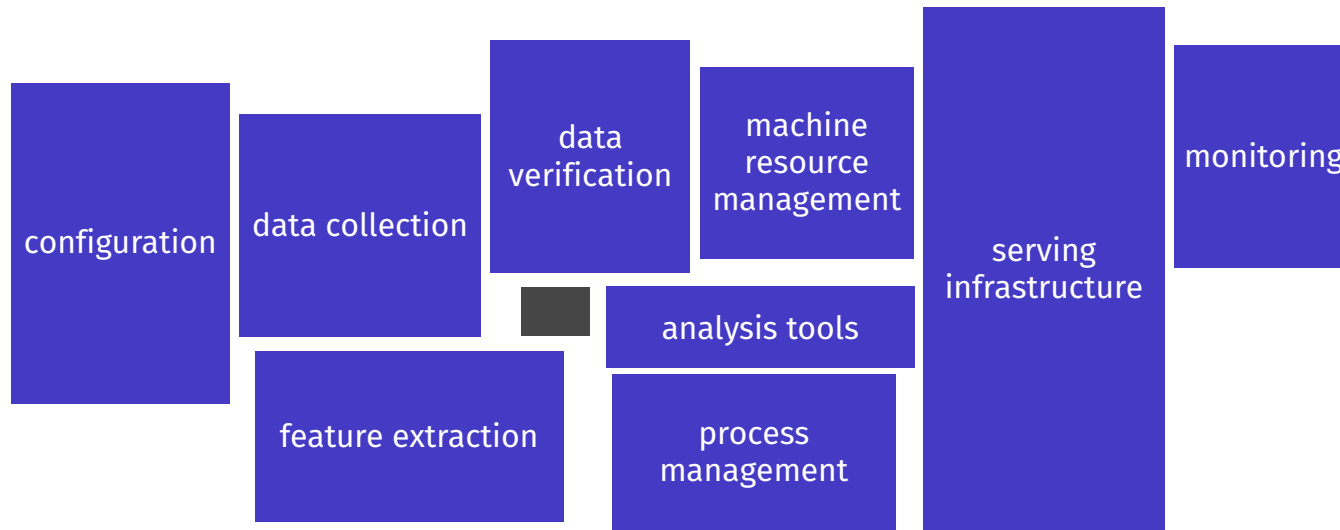 configuration
data collection
data
verification
machine
resource
management
serving
infrastructure
monitoring
analysis tools
feature extraction
process
management